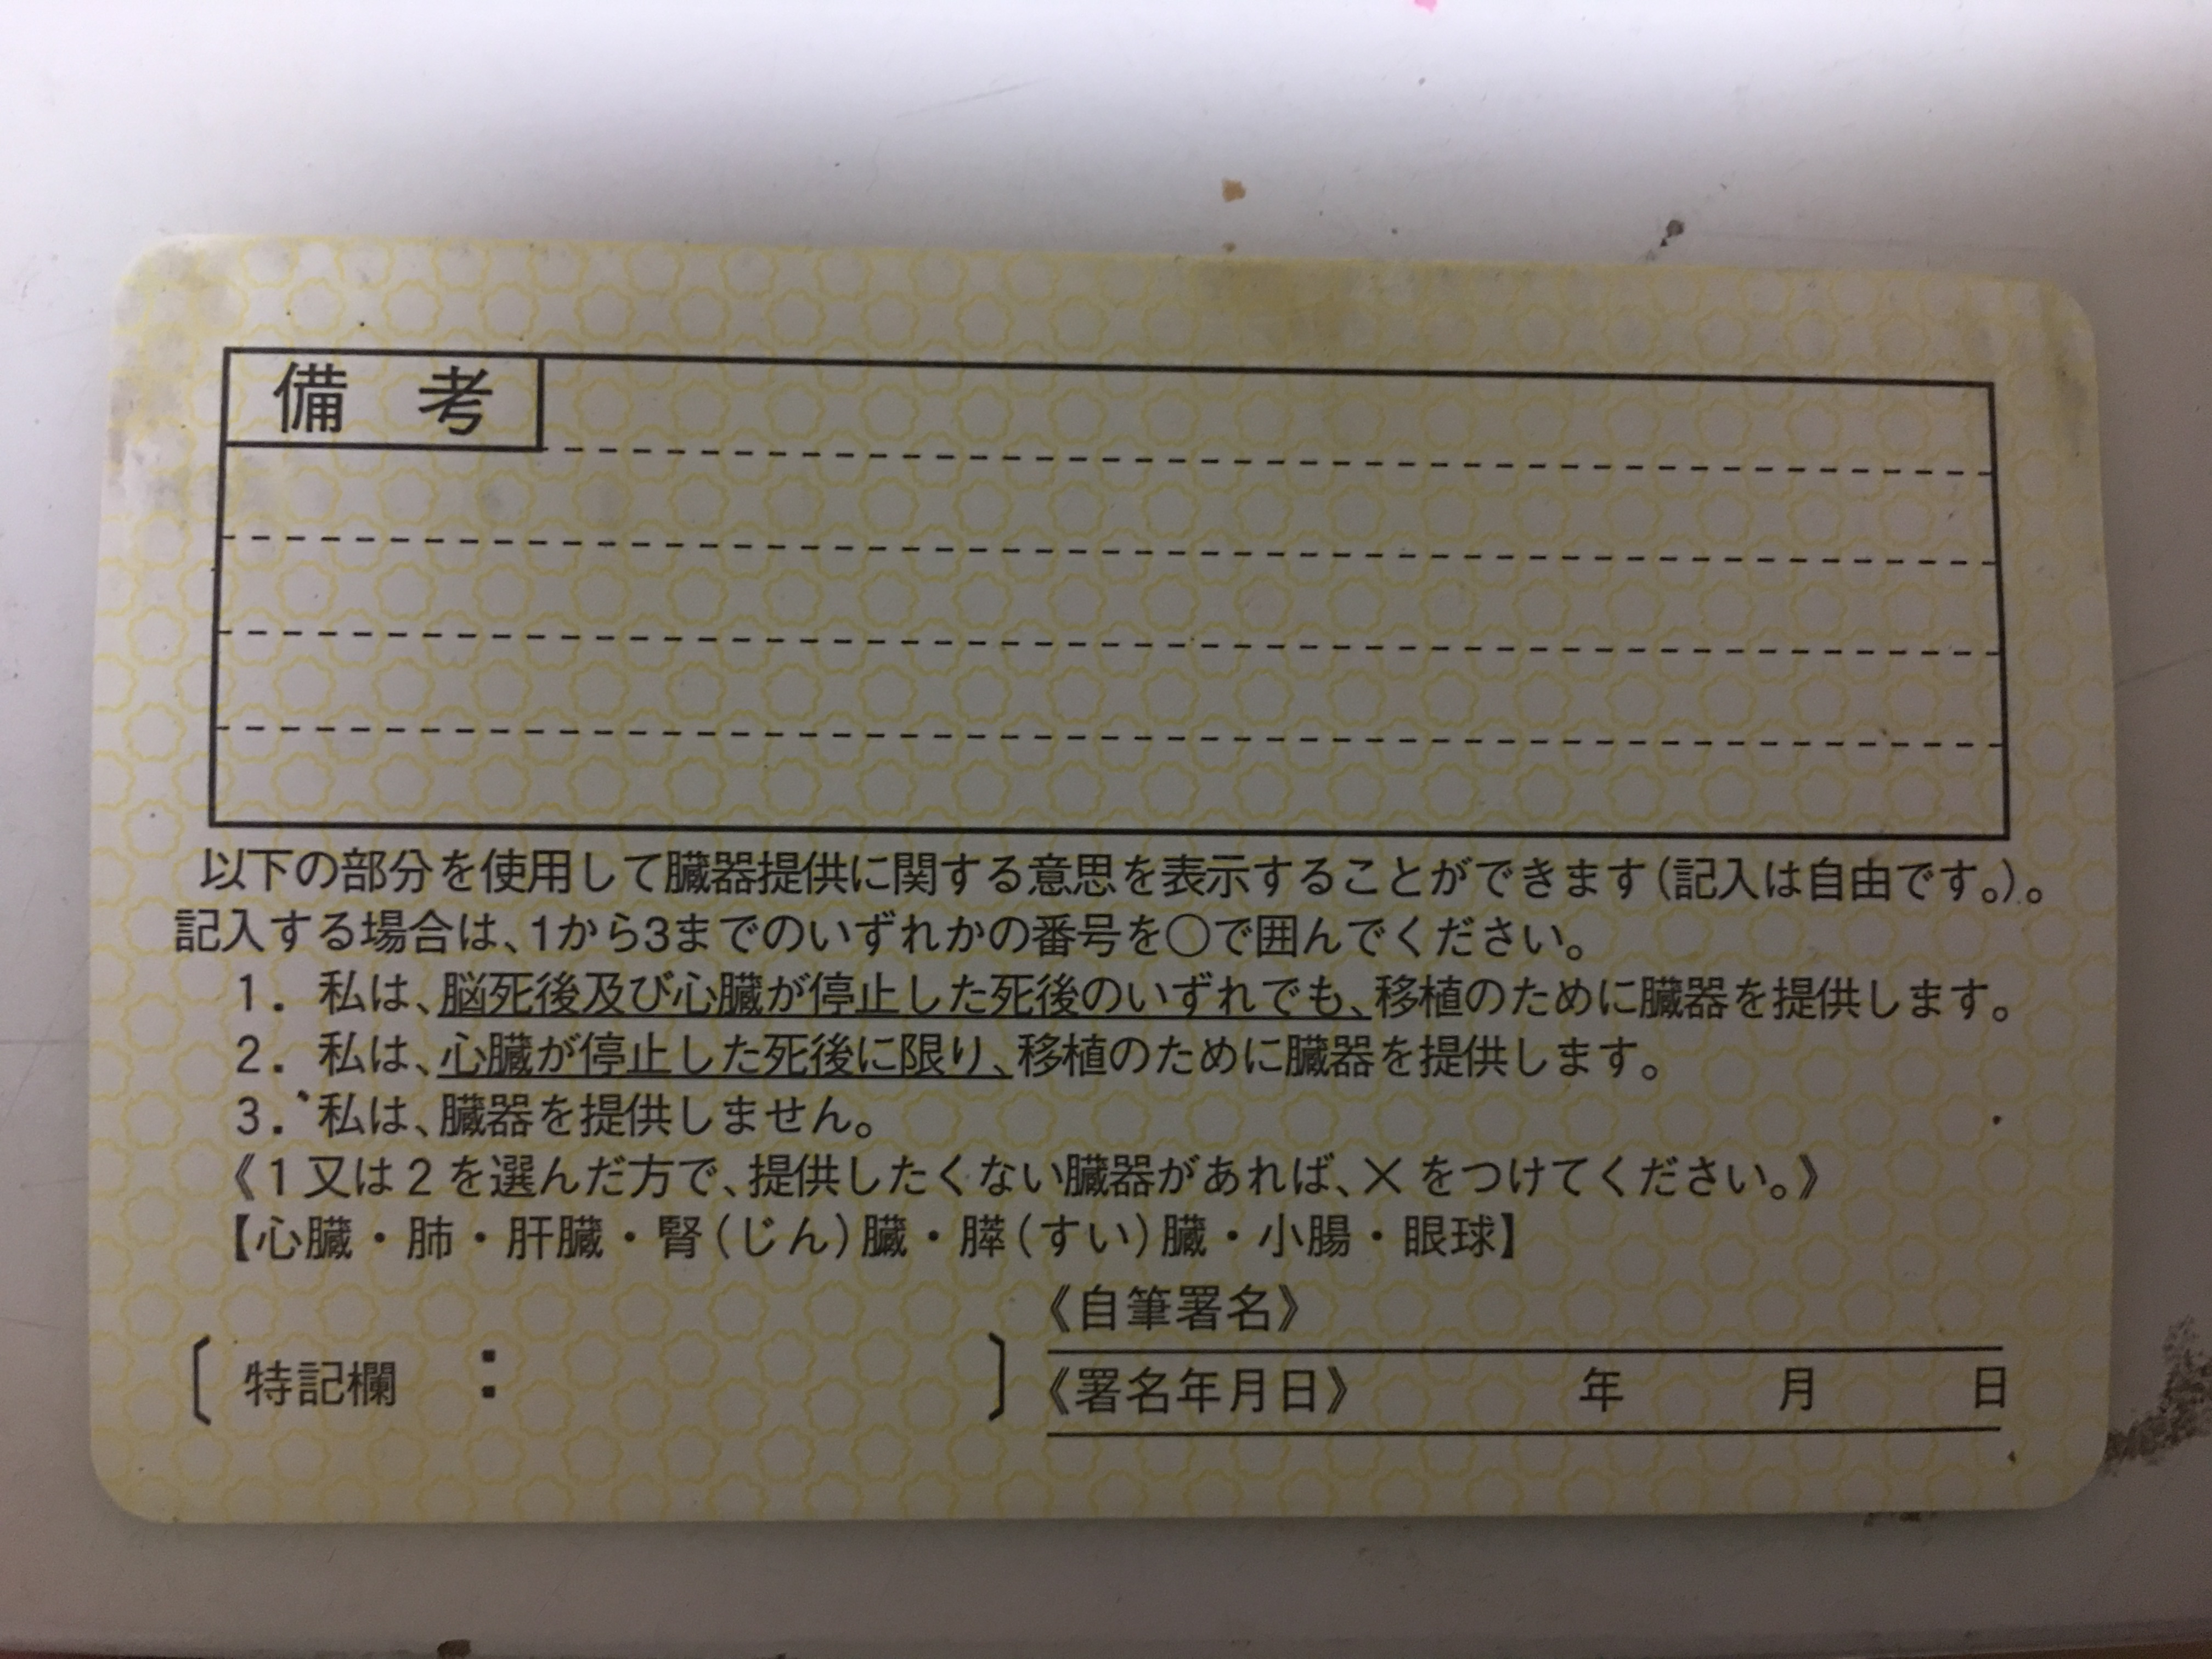 備考
以下の部分を使用して臓器提供に関する意思を表示することができます(記入は自由です。)。
記入する場合は、1から3までのいずれかの番号を○で囲んでください。
1. 私は、脳死後及び心臓が停止した死後のいずれでも、移植のために臓器を提供します。
2. 私は、心臓が停止した死後に限り、移植のために臓器を提供します。
3. 私は、臓器を提供しません。
《1又は2を選んだ方で、提供したくない臓器があれば、×をつけてください。》
【心臓・肺・肝臓・腎(じん)臓・膵(すい)臓・小腸・眼球】
〔特記欄: 〕
《自筆署名》
《署名年月日》 年 月 日